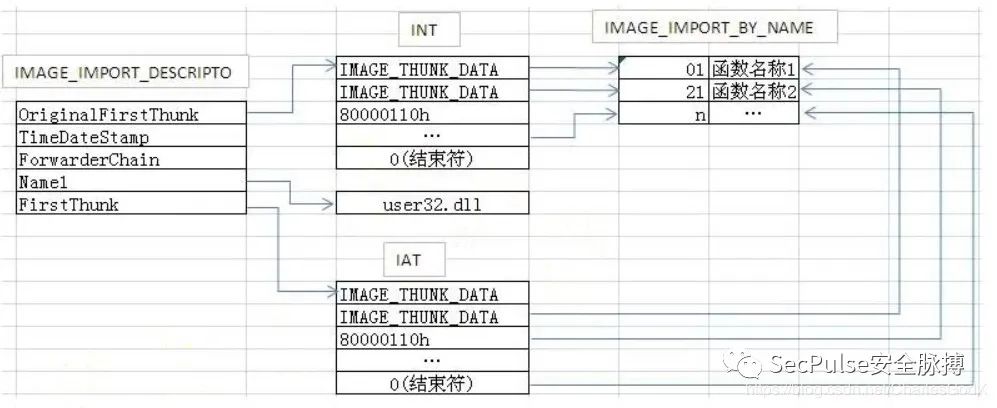 INT
IMAGE_IMPORT_BY_NAME
IMAGE_IMPORT_DESCRIPTO
IMAGE_THUNK_DATA
01 函数名称1
IMAGE_THUNK_DATA
21 函数名称2
OriginalFirstThunk
80000110h
n …
TimeDateStamp
…
ForwarderChain
0(结束符)
Name1
FirstThunk
user32.dll
IAT
IMAGE_THUNK_DATA
IMAGE_THUNK_DATA
80000110h
…
0(结束符)
SecPulse安全脉搏
https://blog.csdn.net/CharlesGodX